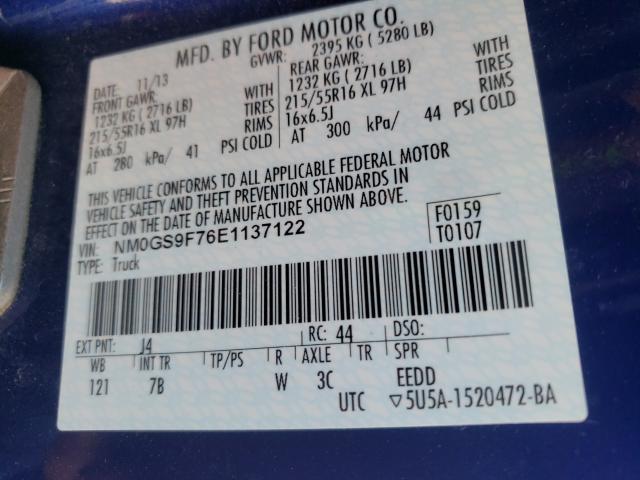 MFD. BY FORD MOTOR CO.
DATE: 11/13 GVWR: 2395 KG ( 5280 LB)
FRONT GAWR: REAR GAWR:
1232 KG ( 2716 LB) WITH 1232 KG ( 2716 LB) WITH
215/55R16 XL 97H TIRES 215/55R16 XL 97H TIRES
16x6.5J RIMS 16x6.5J RIMS
AT 280 kPa/ 41 PSI COLD AT 300 kPa/ 44 PSI COLD
THIS VEHICLE CONFORMS TO ALL APPLICABLE FEDERAL MOTOR
VEHICLE SAFETY AND THEFT PREVENTION STANDARDS IN
EFFECT ON THE DATE OF MANUFACTURE SHOWN ABOVE.
VIN: NM0GS9F76E1137122 F0159
TYPE: Truck T0107
EXT PNT: J4 RC: 44 DSO:
WB INT TR TP/PS R AXLE TR SPR
121 7B W 3C EEDD
UTC ▽5U5A-1520472-BA